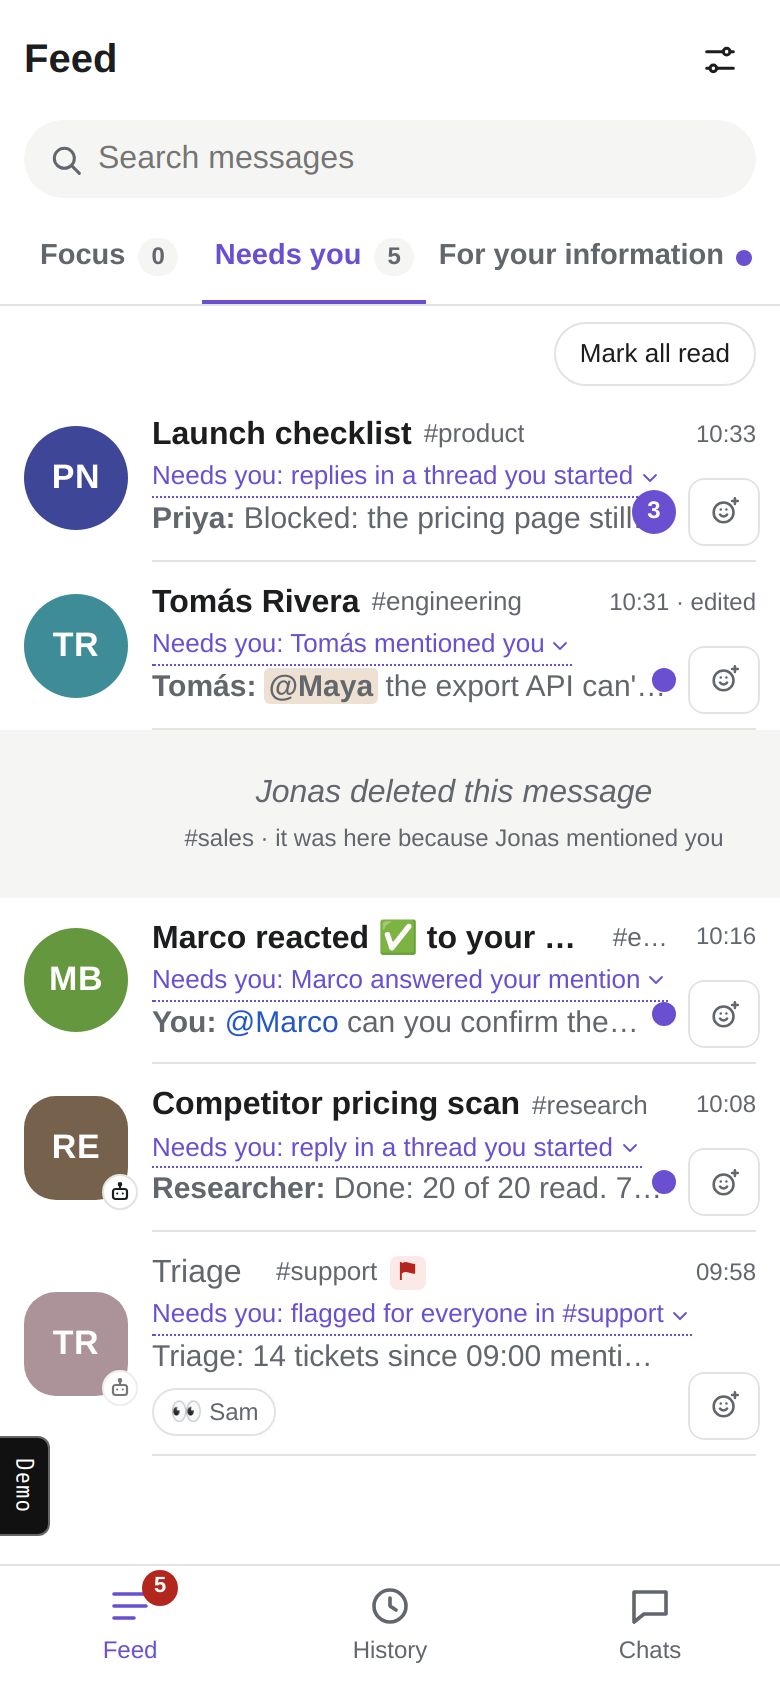 Feed
Search messages
Focus 0 Needs you 5 For your information
Mark all read
PN
Launch checklist #product 10:33
Needs you: replies in a thread you started
Priya: Blocked: the pricing page still 3
TR
Tomás Rivera #engineering 10:31 · edited
Needs you: Tomás mentioned you
Tomás: @Maya the export API can'…
Jonas deleted this message
#sales · it was here because Jonas mentioned you
MB
Marco reacted ✅ to your … #e… 10:16
Needs you: Marco answered your mention
You: @Marco can you confirm the…
RE
Competitor pricing scan #research 10:08
Needs you: reply in a thread you started
Researcher: Done: 20 of 20 read. 7…
TR
Triage #support 09:58
Needs you: flagged for everyone in #support
Triage: 14 tickets since 09:00 menti…
👀 Sam
Demo
5
Feed History Chats